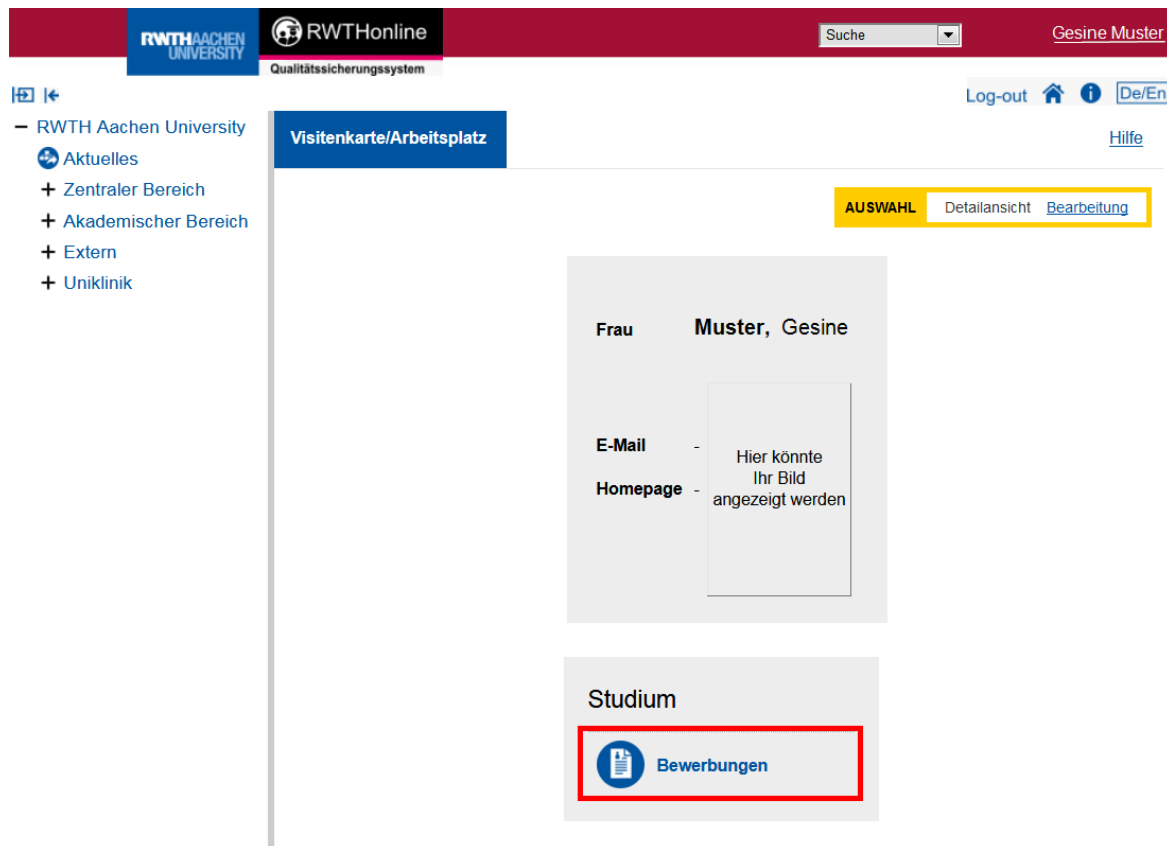 RWTHAACHEN
UNIVERSITY
RWTHonline
Qualitätssicherungssystem
Suche
Gesine Muster
Log-out
De/En
RWTH Aachen University
Aktuelles
Zentraler Bereich
Akademischer Bereich
Extern
Uniklinik
Visitenkarte/Arbeitsplatz
Hilfe
AUSWAHL Detailansicht Bearbeitung
Frau Muster, Gesine
E-Mail -
Homepage -
Hier könnte
Ihr Bild
angezeigt werden
Studium
Bewerbungen